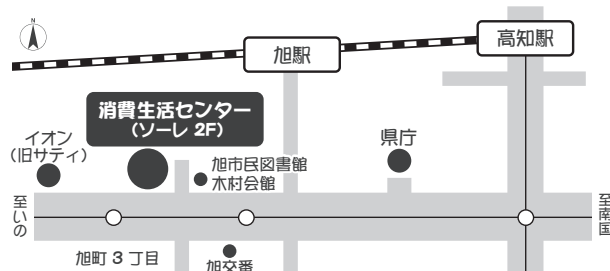 N
高知駅
旭駅
消費生活センター
(ソーレ 2F)
イオン
(旧サティ)
旭市民図書館
木村会館
県庁
至いの
至南国
旭町 3 丁目
旭交番